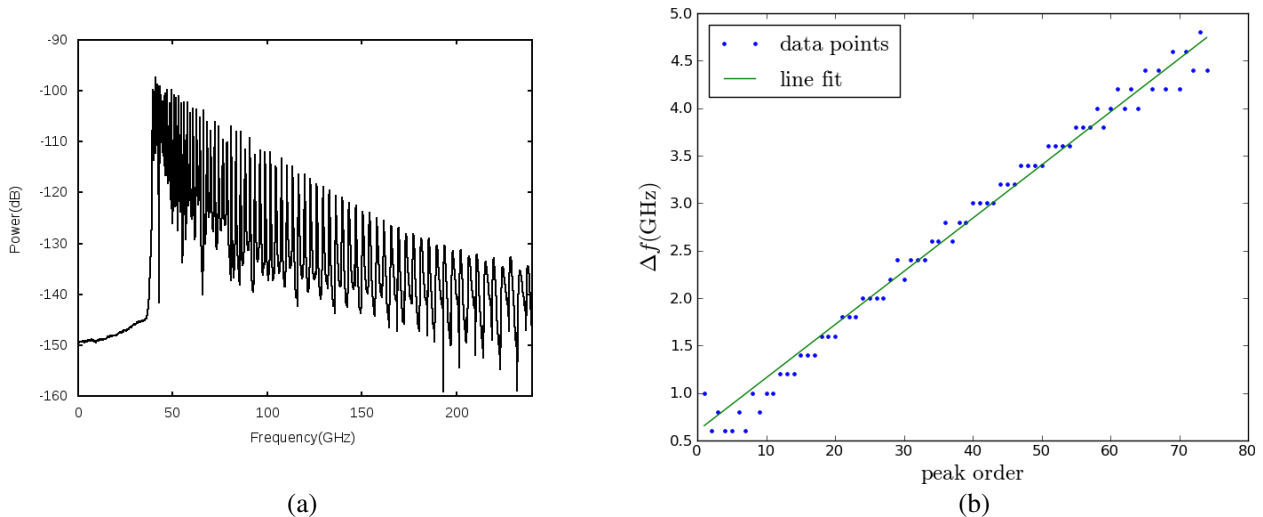 -90
-100
-110
-120
-130
-140
-150
-160
Power(dB)
0 50 100 150 200
Frequency(GHz)
(a)
5.0
4.5
4.0
3.5
3.0
2.5
2.0
1.5
1.0
0.5
Δf(GHz)
data points
line fit
0 10 20 30 40 50 60 70 80
peak order
(b)